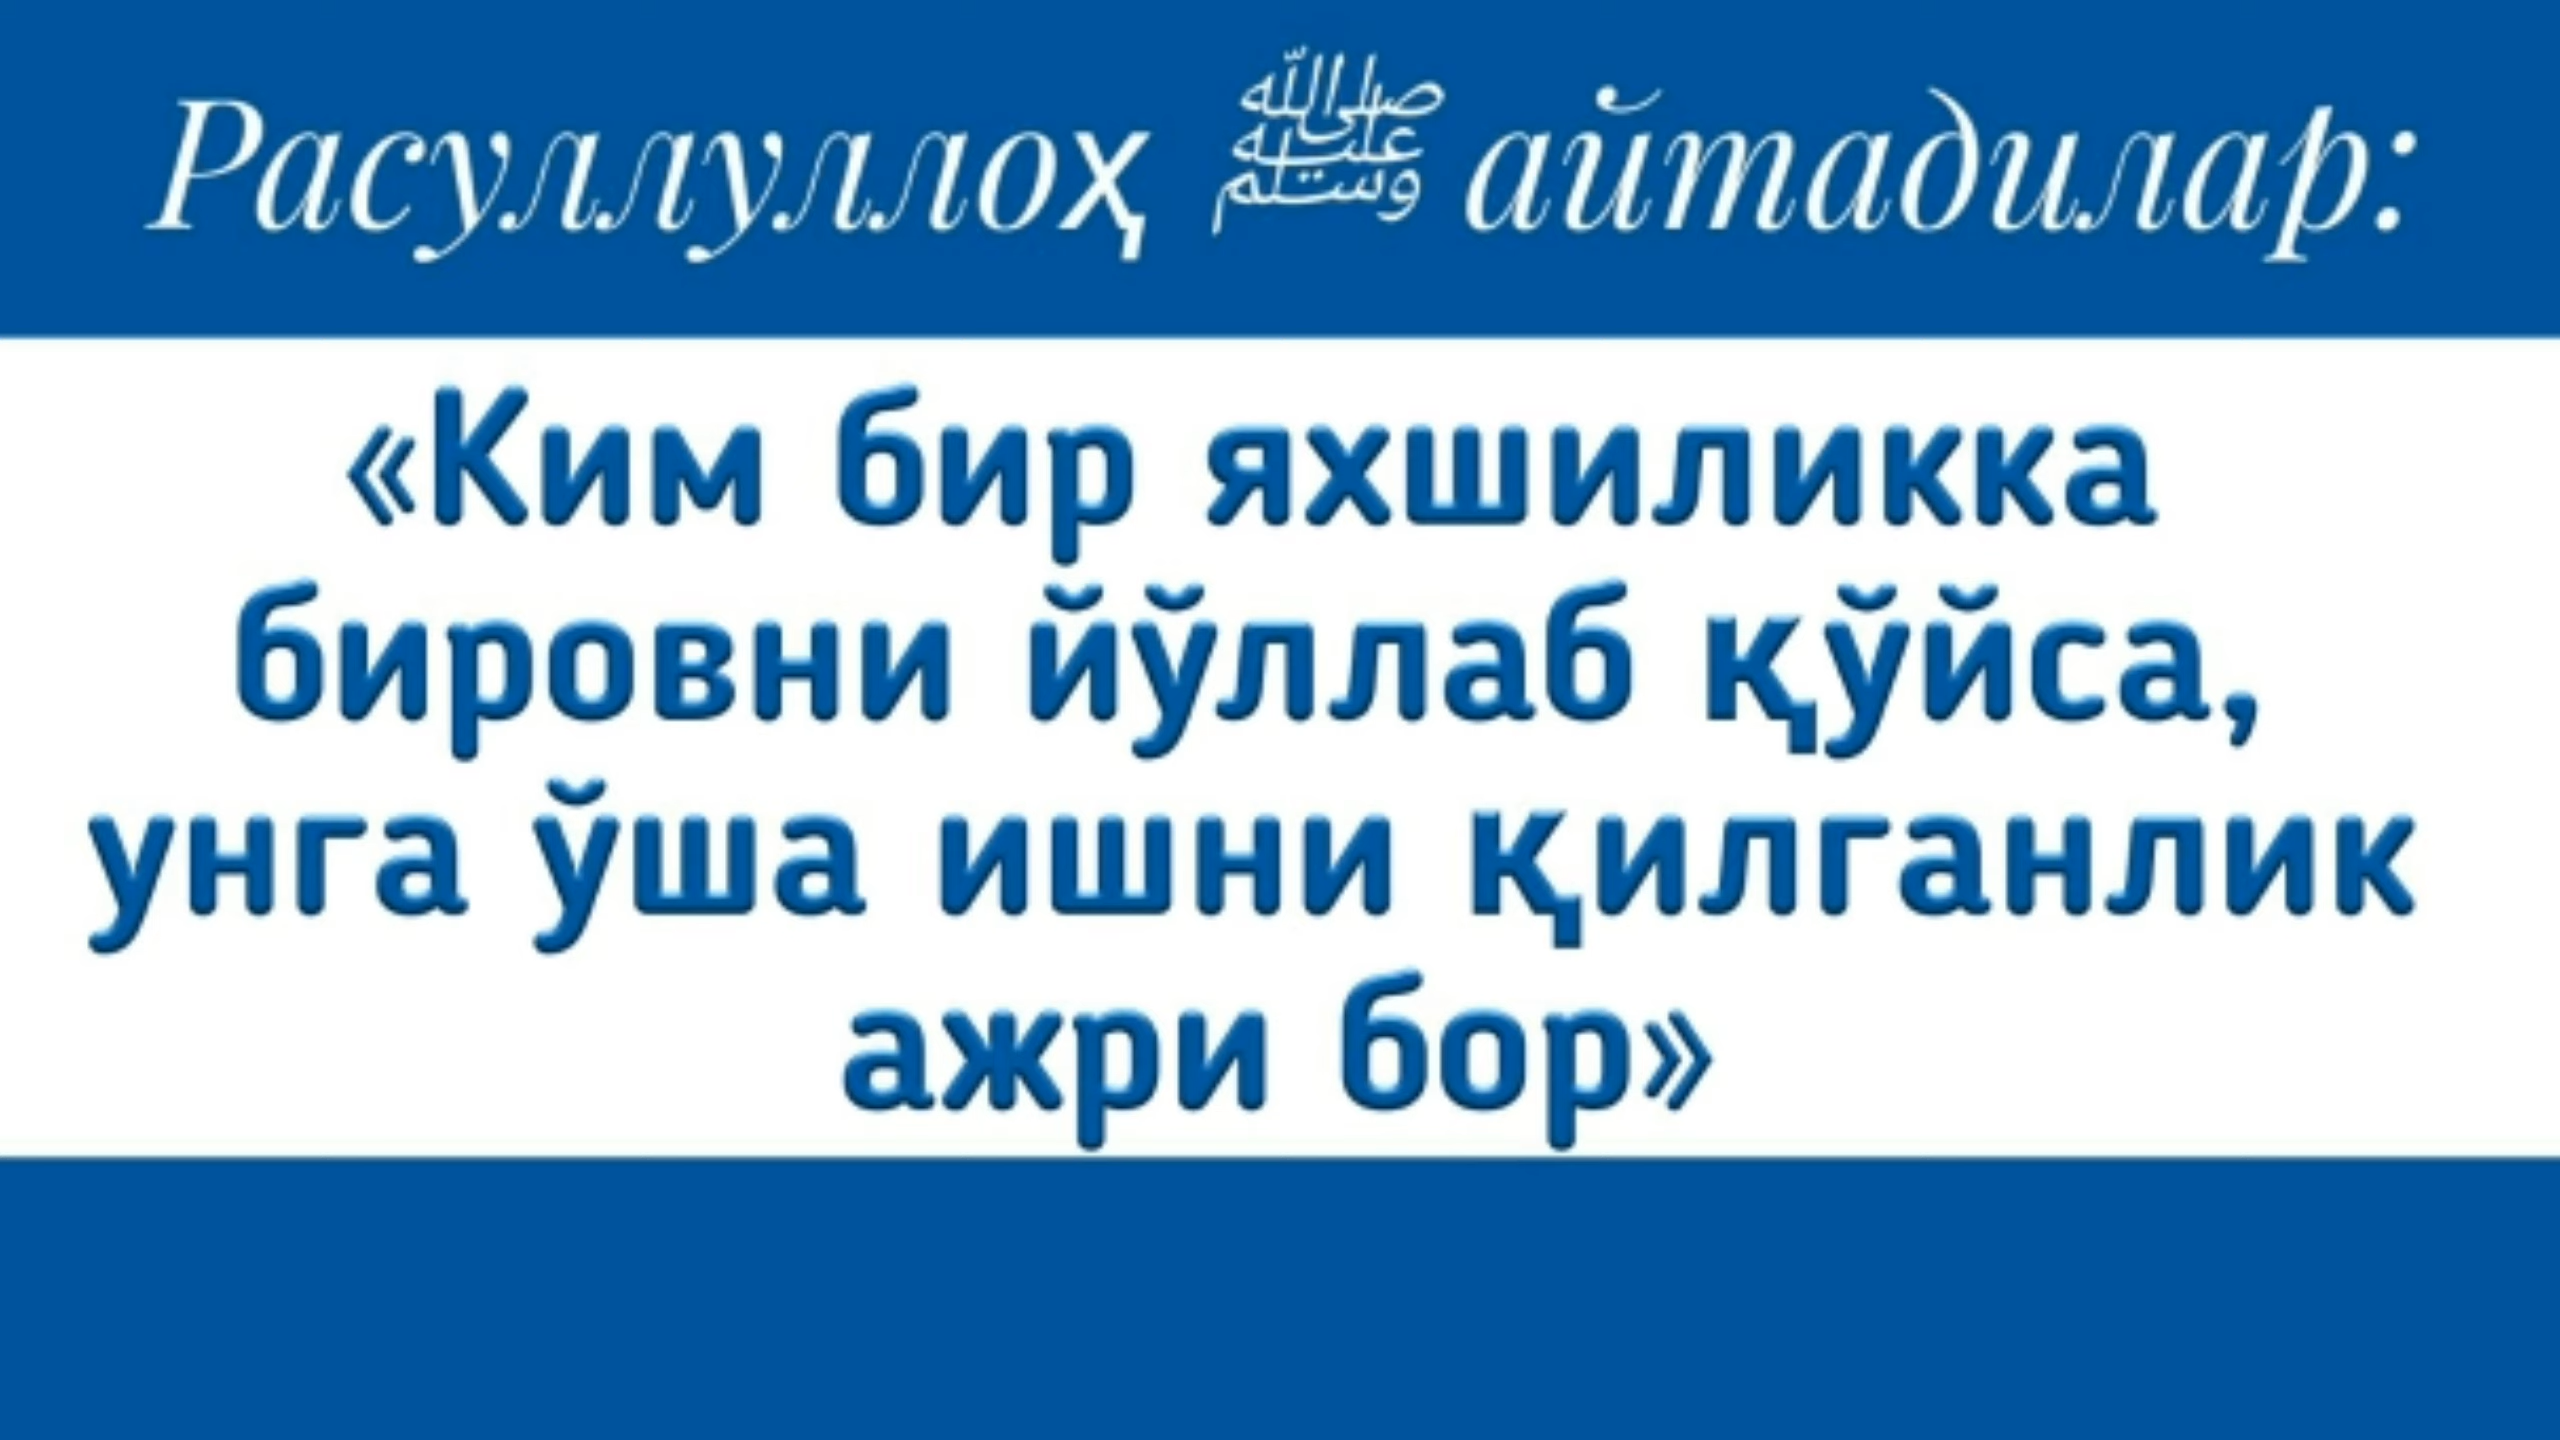 Расуллуллоҳ ﷺ айтадилар:
«Ким бир яхшиликка
бировни йўллаб қўйса,
унга ўша ишни қилганлик
ажри бор»